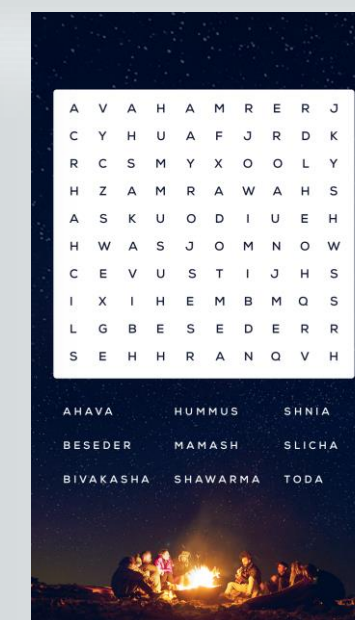 A V A H A M R E R J
C Y H U A F J R D K
R C S M Y X O O L Y
H Z A M R A W A H S
A S K U O D I U E H
H W A S J O M N O W
C E V U S T I J H S
I X I H E M B M Q S
L G B E S E D E R R
S E H H R A N Q V H
AHAVA HUMMUS SHNIA
BESEDER MAMASH SLICHA
BIVAKASHA SHAWARMA TODA